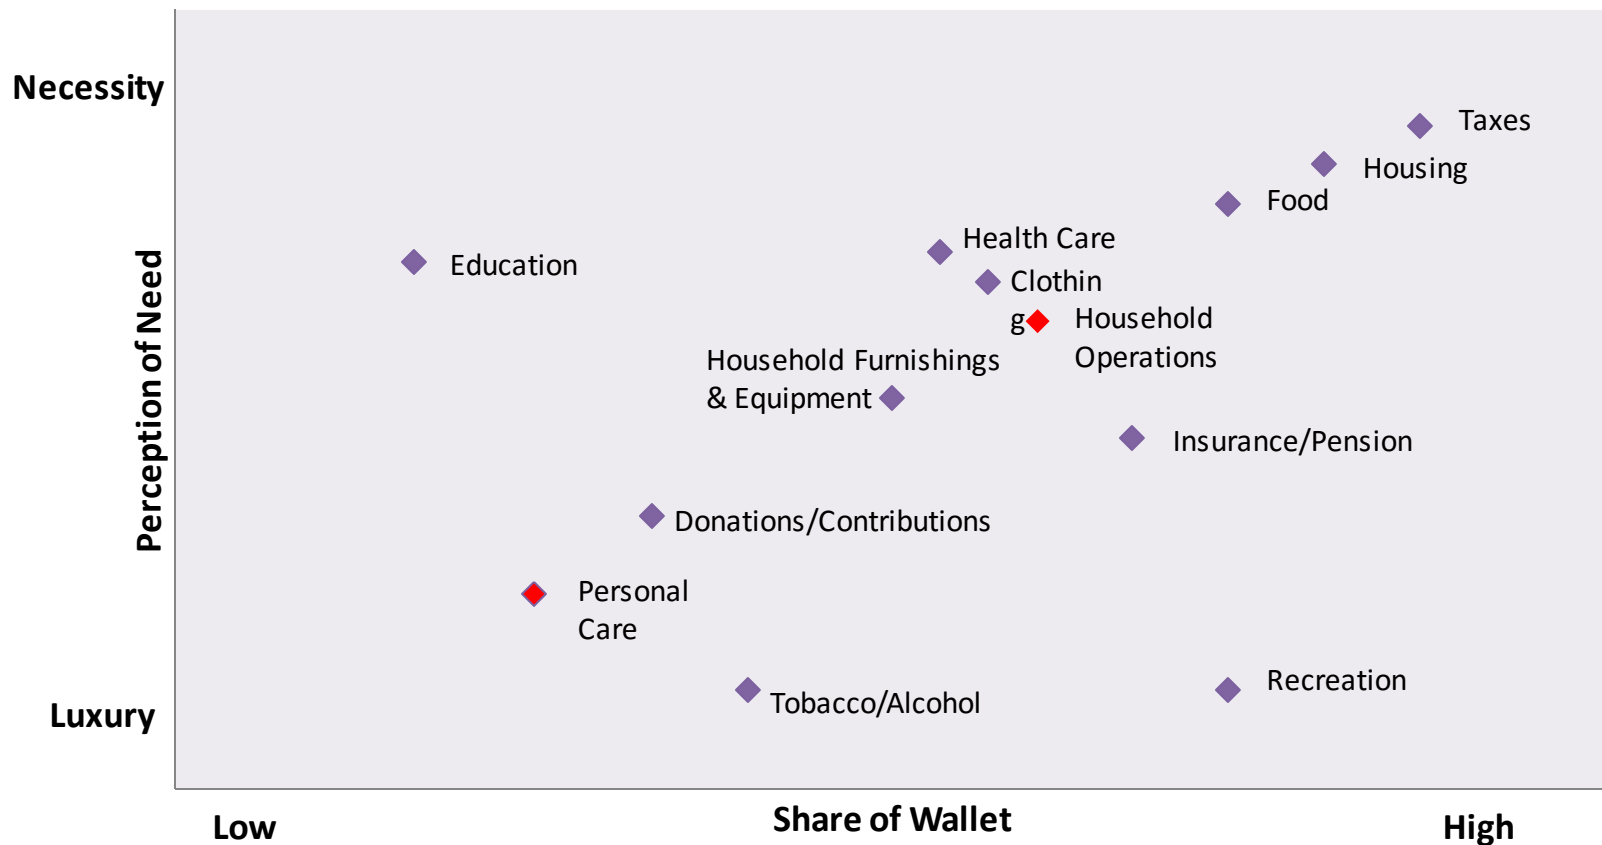 Necessity
Taxes
Housing
Food
Health Care
Education
Clothin
g
Household
Operations
Household Furnishings
& Equipment
Perception of Need
Insurance/Pension
Donations/Contributions
Personal
Care
Recreation
Tobacco/Alcohol
Luxury
Low
Share of Wallet
High